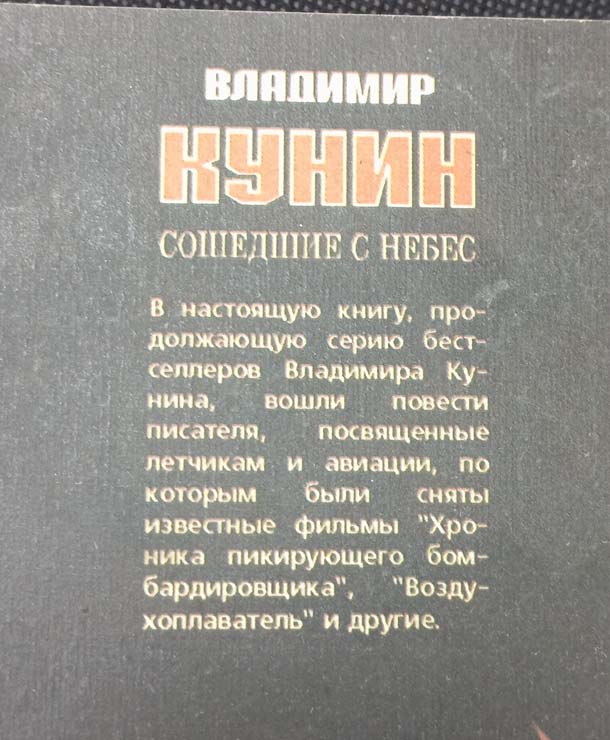 ВЛАДИМИР
КУНИН
СОШЕДШИЕ С НЕБЕС
В настоящую книгу, про-
должающую серию бест-
селлеров Владимира Ку-
нина, вошли повести
писателя, посвященные
летчикам и авиации, по
которым были сняты
известные фильмы "Хро-
ника пикирующего бом-
бардировщика", "Возду-
хоплаватель" и другие.